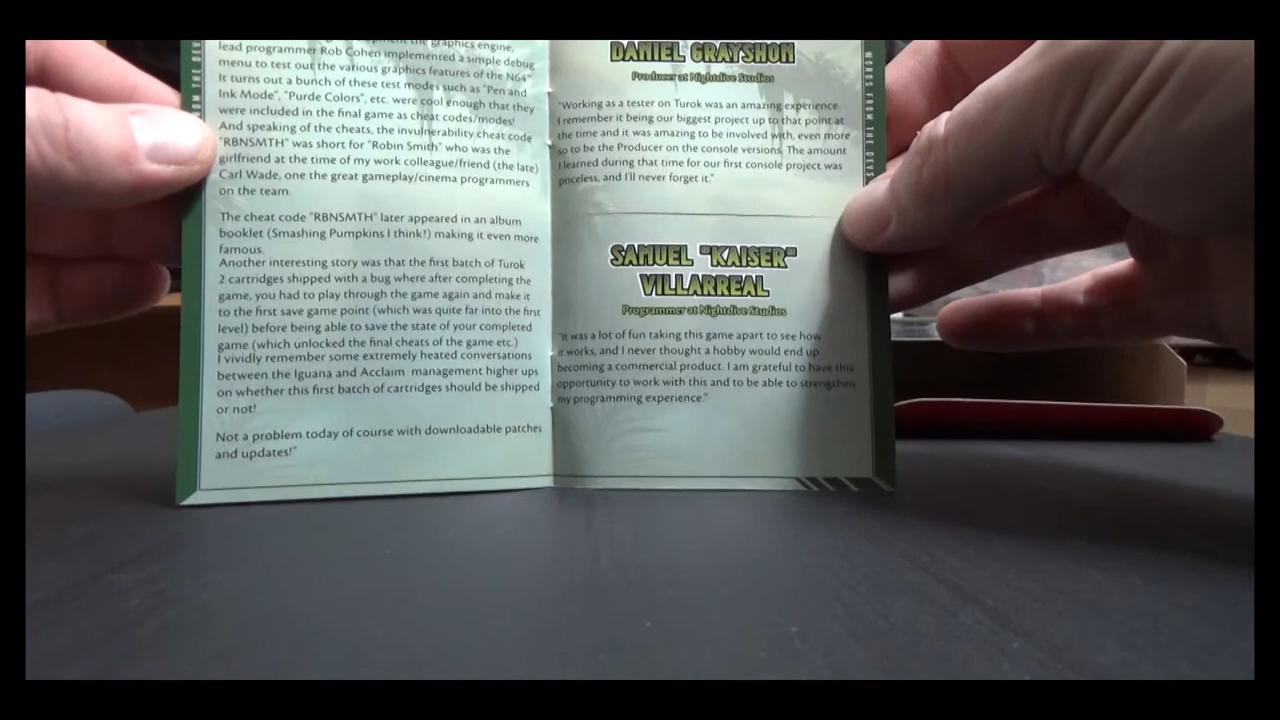 the graphics engine,
lead programmer Rob Cohen implemented a simple debug
menu to test out the various graphics features of the N64"
It turns out a bunch of these test modes such as "Pen and
Ink Mode", "Purde Colors", etc. were cool enough that they
were included in the final game as cheat codes/modes!
And speaking of the cheats, the invulnerability cheat code
"RBNSMTH" was short for "Robin Smith" who was the
girlfriend at the time of my work colleague/friend (the late)
Carl Wade, one the great gameplay/cinema programmers
on the team.
The cheat code "RBNSMTH" later appeared in an album
booklet (Smashing Pumpkins I think?) making it even more
famous.
Another interesting story was that the first batch of Turok
2 cartridges shipped with a bug where after completing the
game, you had to play through the game again and make it
to the first save game point (which was quite far into the first
level) before being able to save the state of your completed
game (which unlocked the final cheats of the game etc.)
I vividly remember some extremely heated conversations
between the Iguana and Acclaim management higher ups
on whether this first batch of cartridges should be shipped
or not!
Not a problem today of course with downloadable patches
and updates!"
DANIEL GRAYSHON
Producer at Nightdive Studios
"Working as a tester on Turok was an amazing experience.
I remember it being our biggest project up to that point at
the time and it was amazing to be involved with, even more
so to be the Producer on the console versions. The amount
I learned during that time for our first console project was
priceless, and I'll never forget it."
SAMUEL "KAISER"
VILLARREAL
Programmer at Nightdive Studios
"It was a lot of fun taking this game apart to see how
it works, and I never thought a hobby would end up
becoming a commercial product. I am grateful to have this
opportunity to work with this and to be able to strengthen
my programming experience."
WORDS FROM THE DEVS